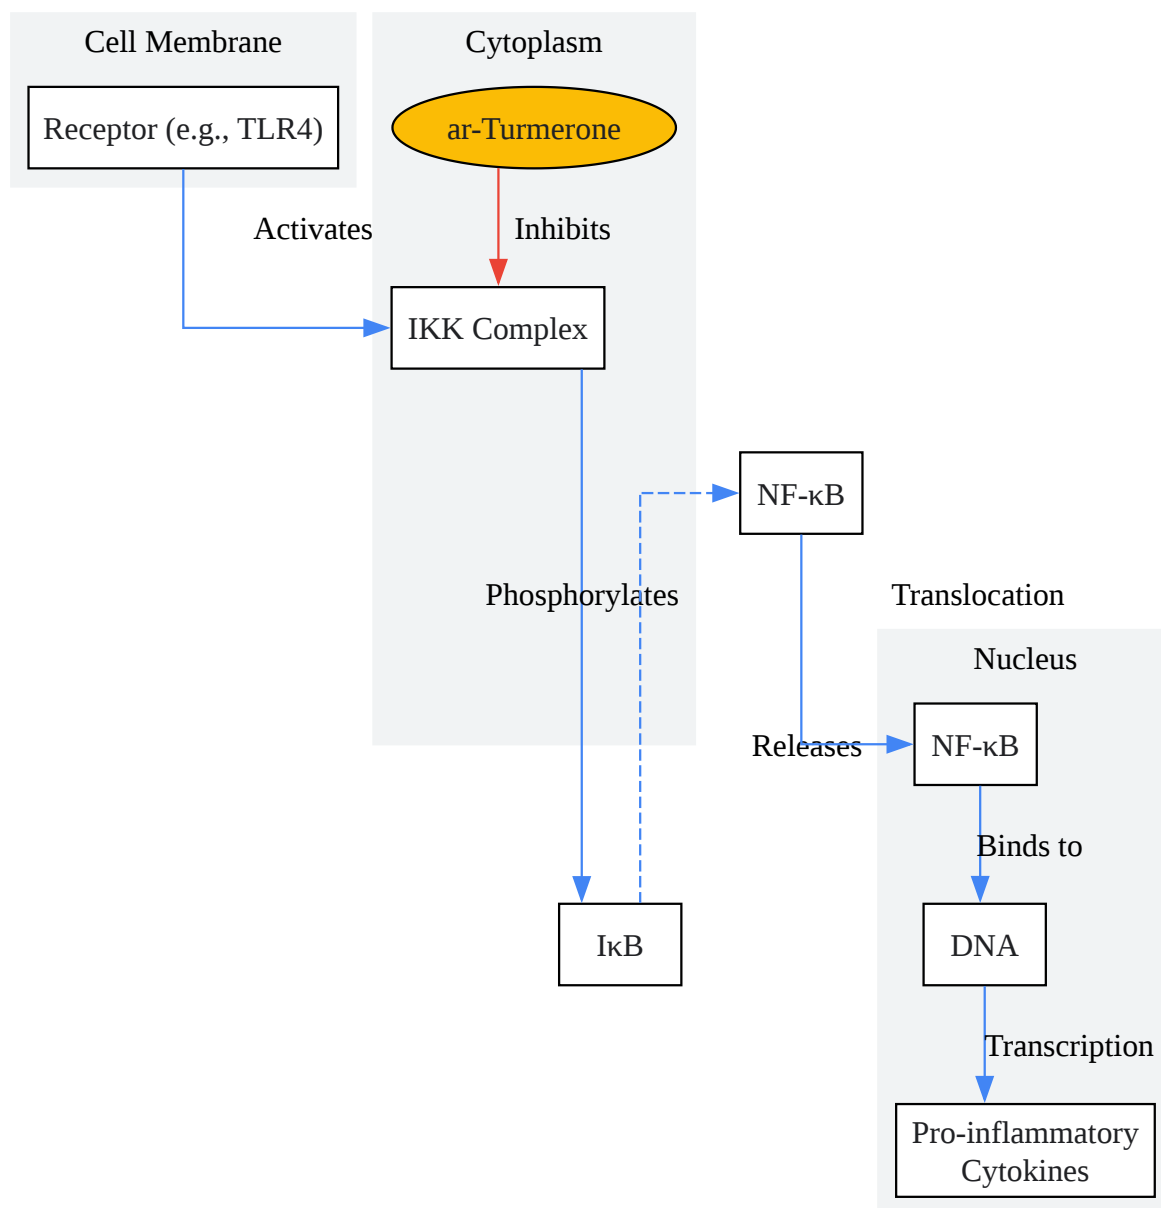 Cell Membrane
Cytoplasm
Receptor (e.g., TLR4)
ar-Turmerone
Activates
Inhibits
IKK Complex
NF-κB
Phosphorylates
Translocation
Nucleus
Releases
NF-κB
Binds to
IκB
DNA
Transcription
Pro-inflammatory
Cytokines